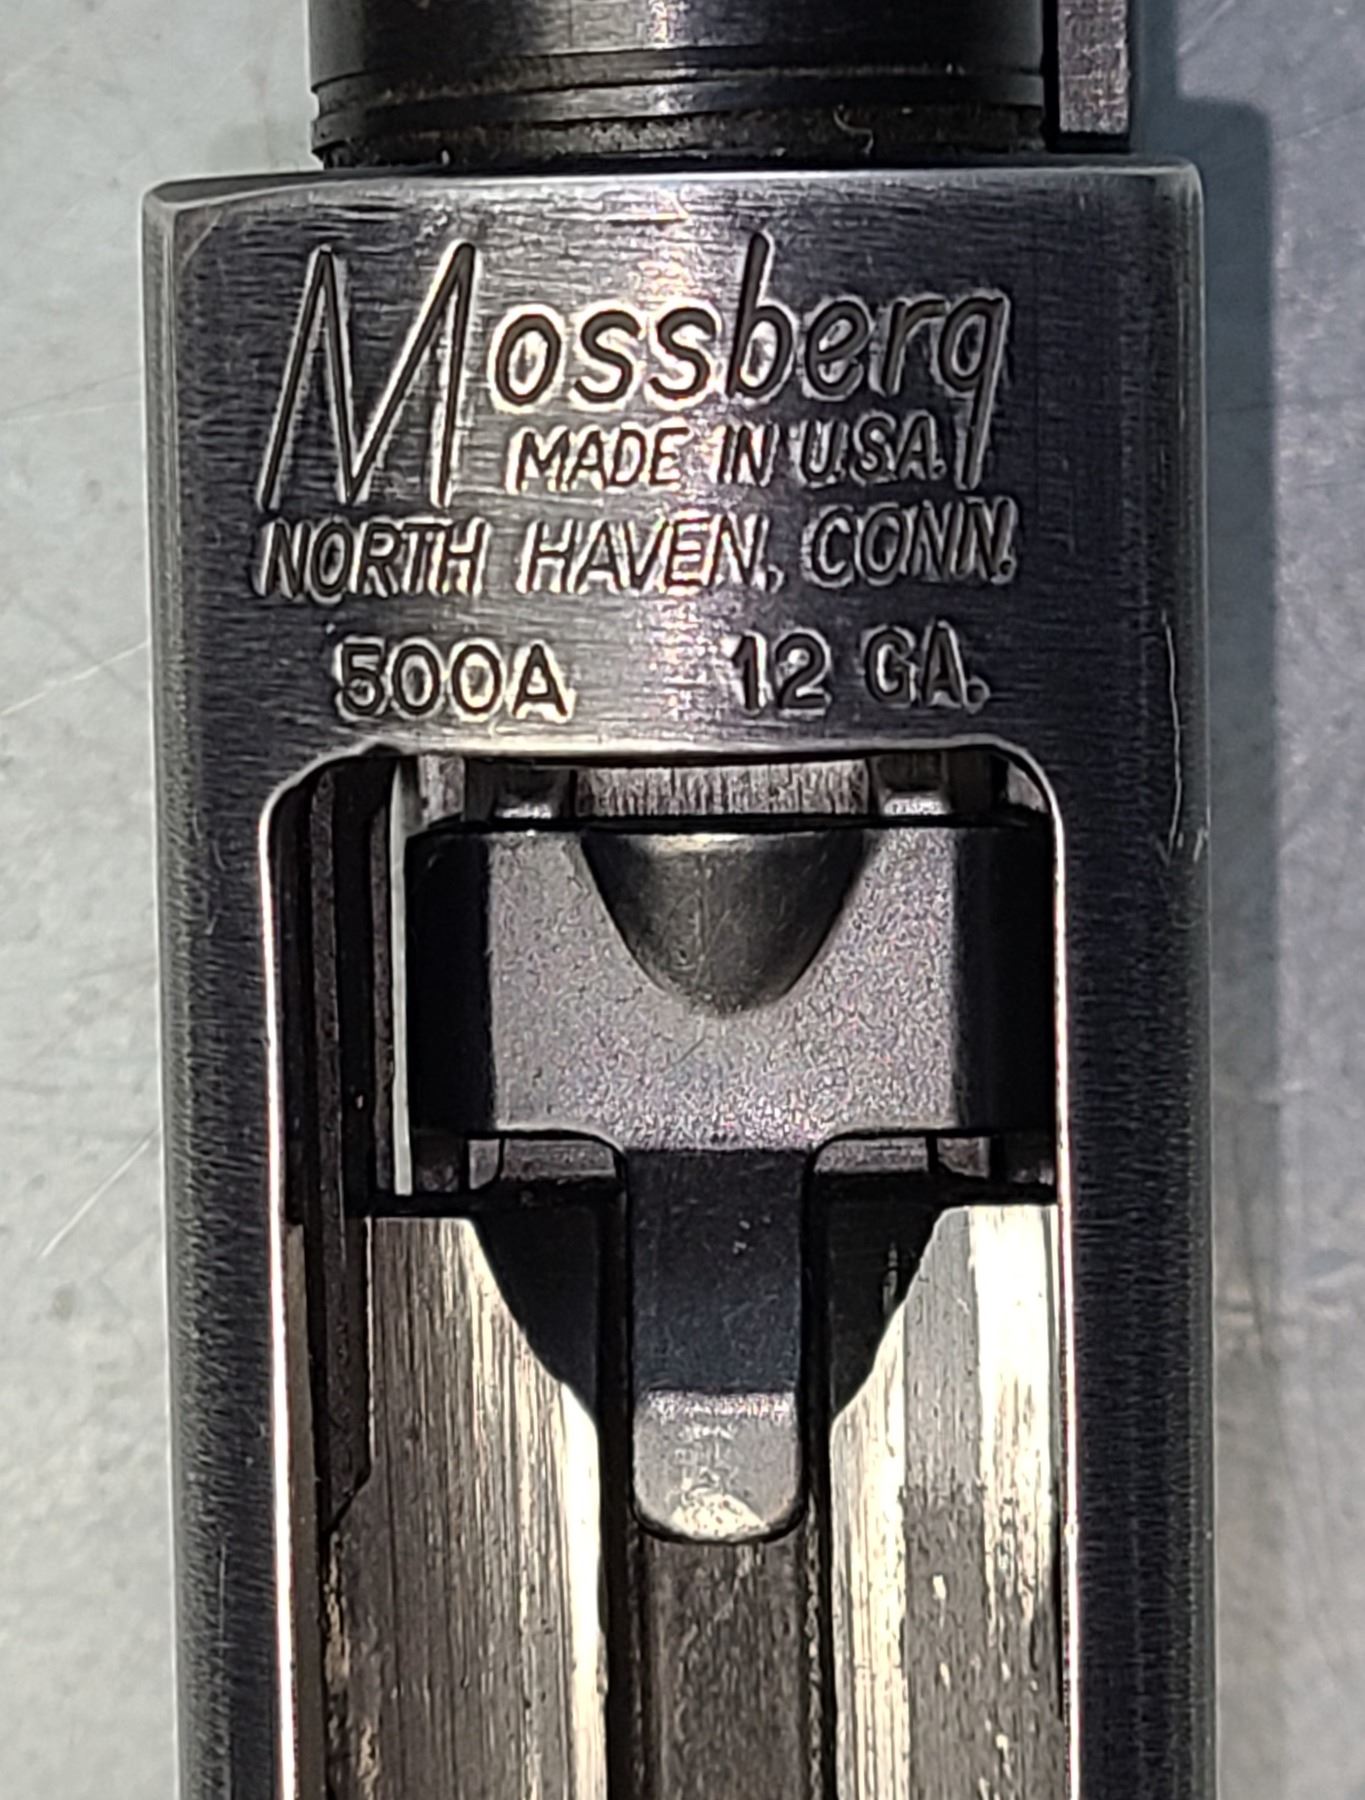 Mossberg
MADE IN U.S.A.
NORTH HAVEN, CONN.
500A 12 GA.